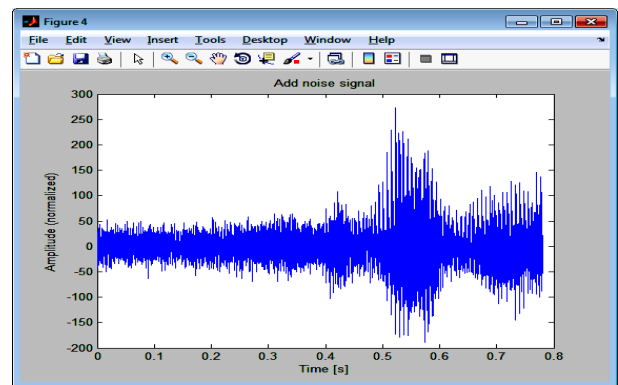 Figure 4
File Edit View Insert Tools Desktop Window Help
Add noise signal
300
250
200
150
100
50
0
-50
-100
-150
-200
Amplitude (normalized)
0 0.1 0.2 0.3 0.4 0.5 0.6 0.7 0.8
Time [s]